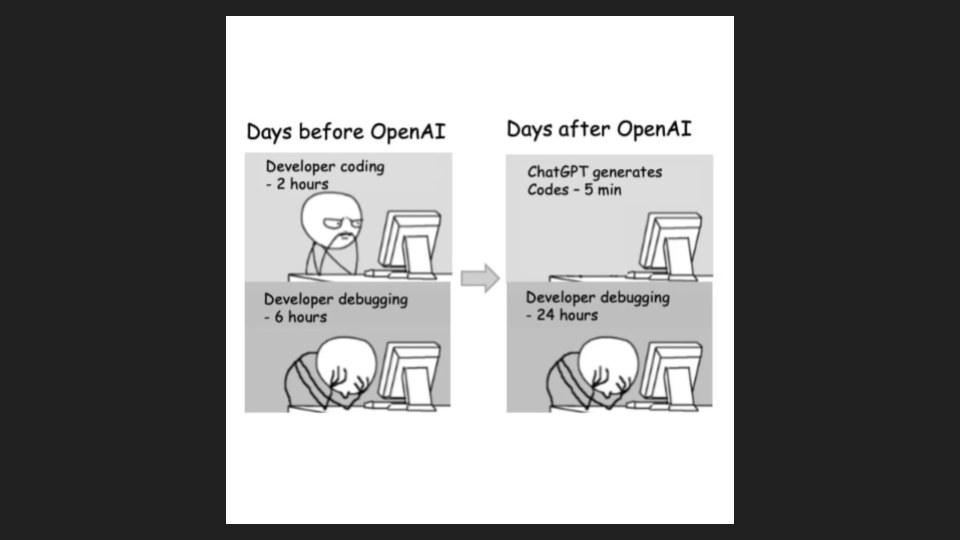 Days before OpenAI
Developer coding
- 2 hours
Developer debugging
- 6 hours
Days after OpenAI
ChatGPT generates
Codes – 5 min
Developer debugging
- 24 hours